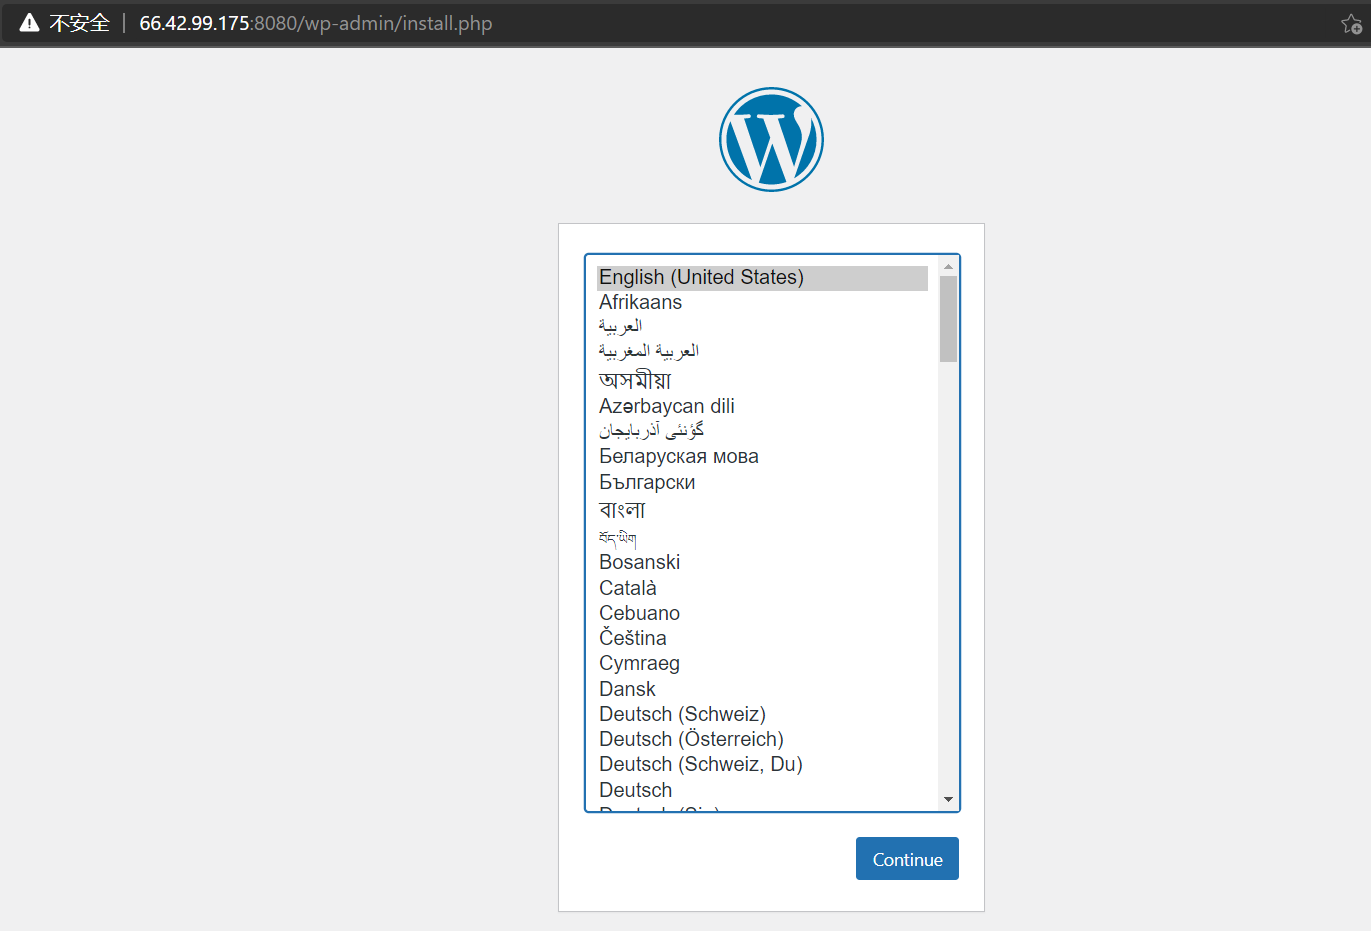 不安全 | 66.42.99.175:8080/wp-admin/install.php
English (United States)
Afrikaans
العربية
العربية المغربية
অসমীয়া
Azərbaycan dili
گؤنئی آذربایجان
Беларуская мова
Български
বাংলা
བོད་ཡིག
Bosanski
Català
Cebuano
Čeština
Cymraeg
Dansk
Deutsch (Schweiz)
Deutsch (Österreich)
Deutsch (Schweiz, Du)
Deutsch
Deutsch (Sie)
Continue